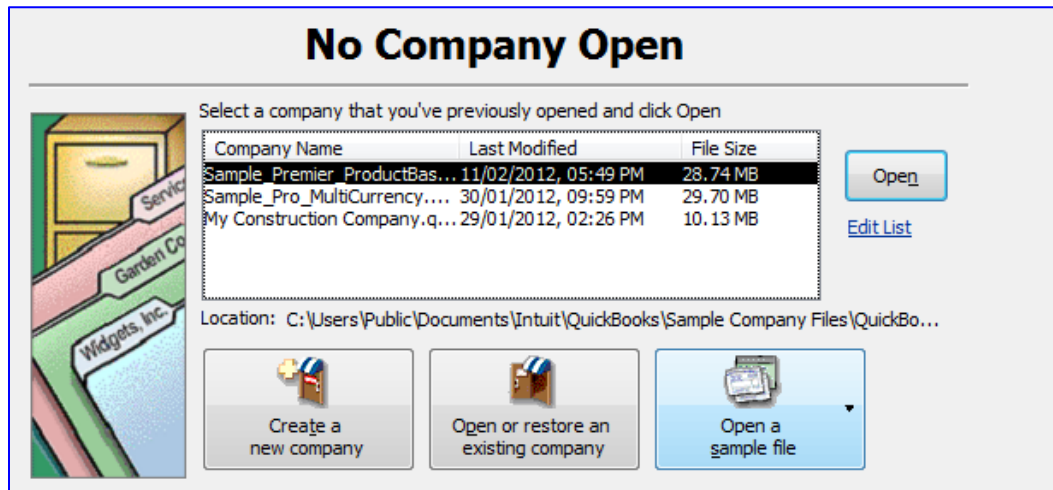 No Company Open
Select a company that you've previously opened and click Open
Company Name Last Modified File Size
Sample_Premier_ProductBas... 11/02/2012, 05:49 PM 28.74 MB
Sample_Pro_MultiCurrency.... 30/01/2012, 09:59 PM 29.70 MB
My Construction Company.q... 29/01/2012, 02:26 PM 10.13 MB
Open
Edit List
Servic
Garden Co
Widgets, Inc.
Location: C:\Users\Public\Documents\Intuit\QuickBooks\Sample Company Files\QuickBo...
Create a
new company
Open or restore an
existing company
Open a
sample file